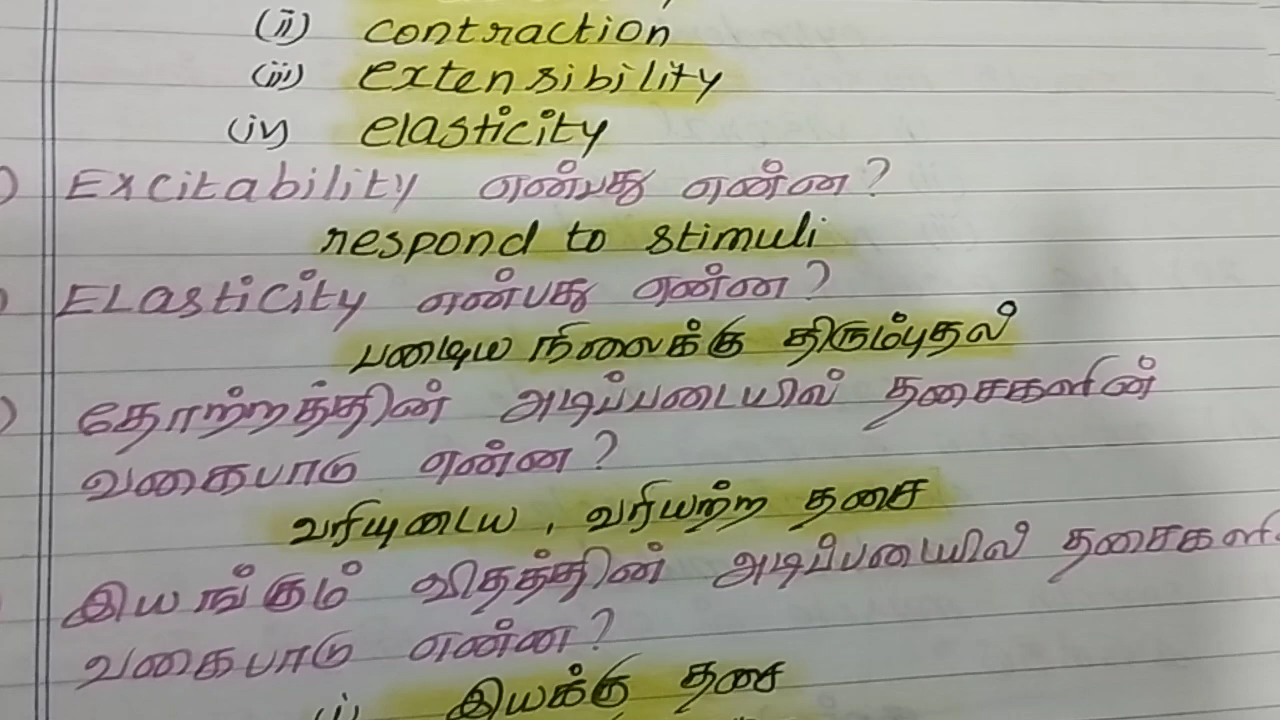 (ii) contraction
(iii) extensibility
(iv) elasticity
Excitability என்பது என்ன?
respond to stimuli
ELasticity என்பது என்ன?
பழைய நிலைக்கு திரும்புதல்
தோற்றத்தின் அடிப்படையில் தசைகளின்
வகைபாடு என்ன?
வரியுடைய, வரியற்ற தசை
இயங்கும் விதத்தின் அடிப்படையில் தசைகளி
வகைபாடு என்ன?
(i) இயக்கு தசை